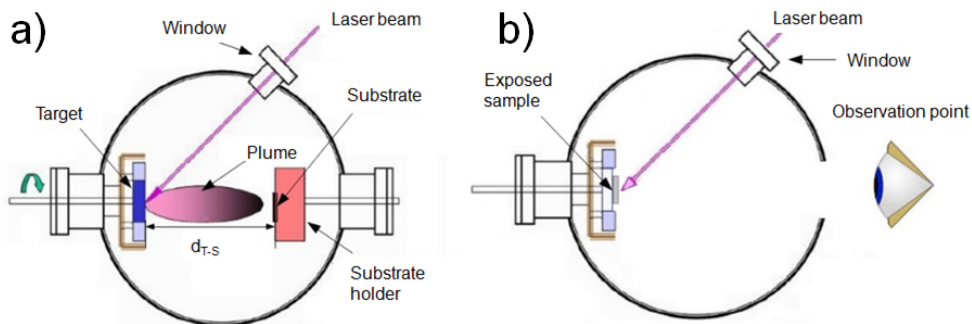 a)
Laser beam
Window
Substrate
Target
Plume
dT-S
Substrate
holder
b)
Laser beam
Window
Exposed
sample
Observation point